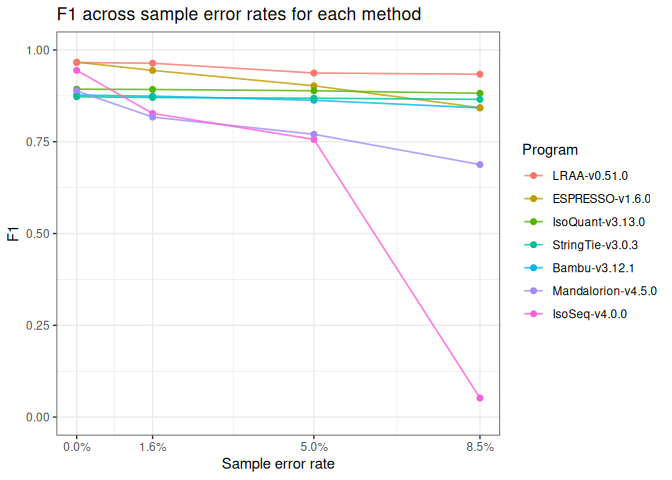 F1 across sample error rates for each method
1.00
0.75
0.50
0.25
0.00
F1
0.0%
1.6%
5.0%
8.5%
Sample error rate
Program
LRAA-v0.51.0
ESPRESSO-v1.6.0
IsoQuant-v3.13.0
StringTie-v3.0.3
Bambu-v3.12.1
Mandalorion-v4.5.0
IsoSeq-v4.0.0